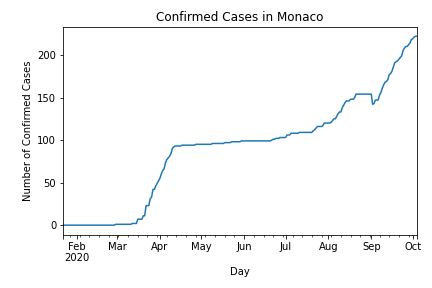 Confirmed Cases in Monaco
Number of Confirmed Cases
200
150
100
50
0
Feb Mar Apr May Jun Jul Aug Sep Oct
2020
Day